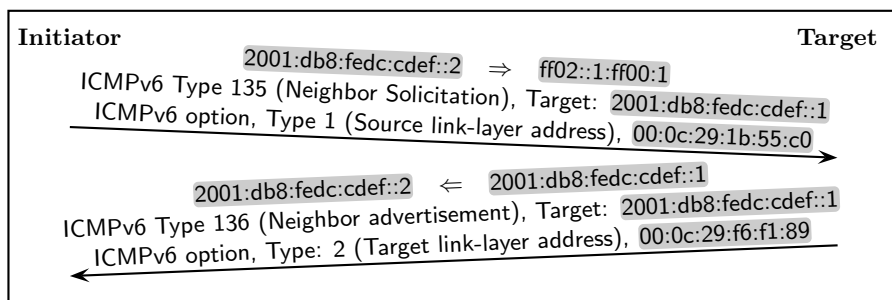 Initiator Target
2001:db8:fedc:cdef::2 ⇒ ff02::1:ff00:1
ICMPv6 Type 135 (Neighbor Solicitation), Target: 2001:db8:fedc:cdef::1
ICMPv6 option, Type 1 (Source link-layer address), 00:0c:29:1b:55:c0
2001:db8:fedc:cdef::2 ⇐ 2001:db8:fedc:cdef::1
ICMPv6 Type 136 (Neighbor advertisement), Target: 2001:db8:fedc:cdef::1
ICMPv6 option, Type: 2 (Target link-layer address), 00:0c:29:f6:f1:89